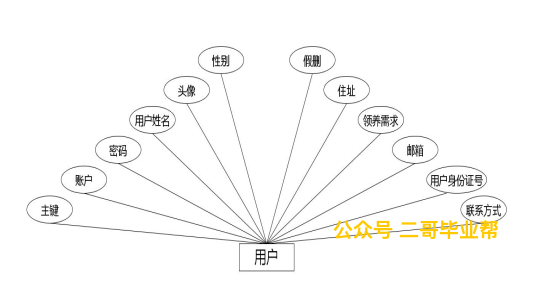 性别
假删
头像
住址
用户姓名
领养需求
密码
邮箱
账户
用户身份证号
主键
联系方式
公众号 二哥毕业帮
用户